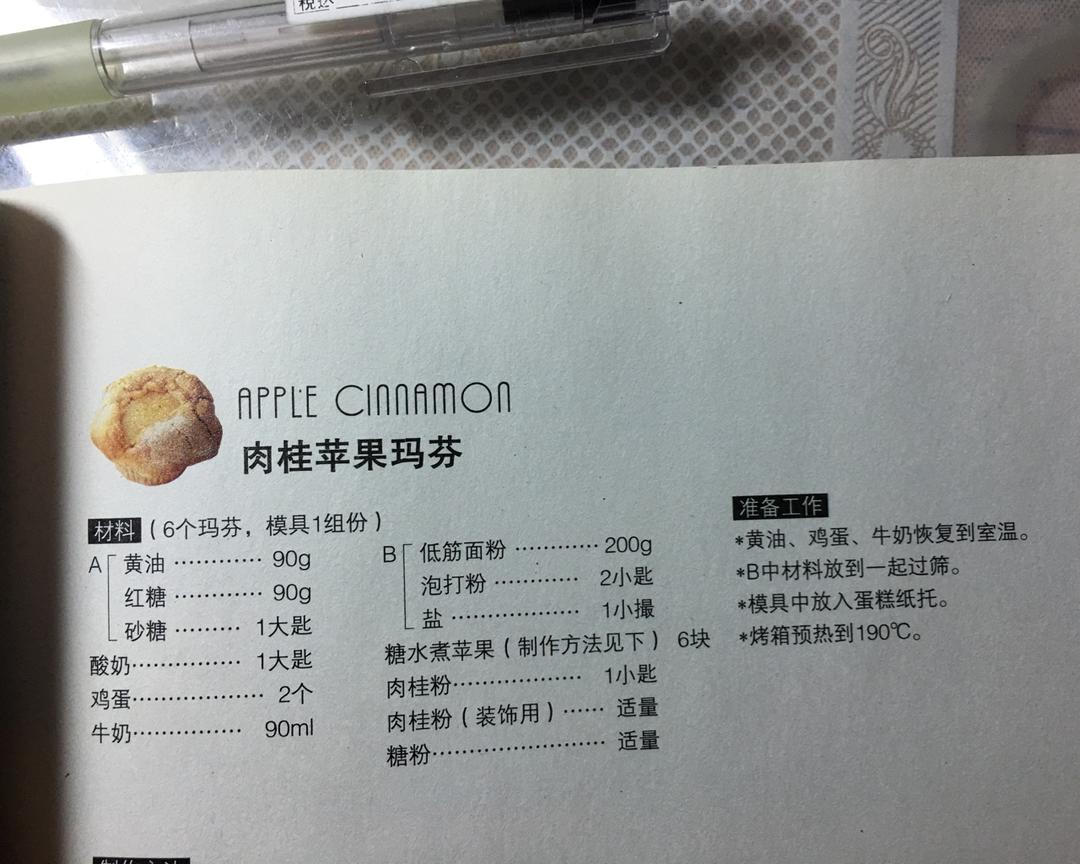 税込
APPLE CINNAMON
肉桂苹果玛芬
材料（6个玛芬，模具1组份）
A 黄油 ………… 90g
红糖 ………… 90g
砂糖 ……… 1大匙
酸奶…………… 1大匙
鸡蛋……………… 2个
牛奶…………… 90ml
B 低筋面粉 ………… 200g
泡打粉 ………… 2小匙
盐 ……………… 1小撮
糖水煮苹果（制作方法见下） 6块
肉桂粉……………… 1小匙
肉桂粉（装饰用）…… 适量
糖粉…………………… 适量
准备工作
*黄油、鸡蛋、牛奶恢复到室温。
*B中材料放到一起过筛。
*模具中放入蛋糕纸托。
*烤箱预热到190℃。